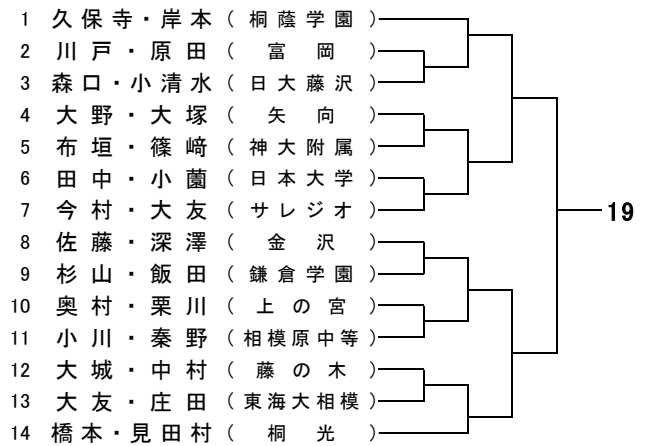 1 久保寺・岸本 ( 桐蔭学園 )
2 川戸・原田 ( 富岡 )
3 森口・小清水 ( 日大藤沢 )
4 大野・大塚 ( 矢向 )
5 布垣・篠﨑 ( 神大附属 )
6 田中・小薗 ( 日本大学 )
7 今村・大友 ( サレジオ )
19
8 佐藤・深澤 ( 金沢 )
9 杉山・飯田 ( 鎌倉学園 )
10 奥村・栗川 ( 上の宮 )
11 小川・秦野 ( 相模原中等 )
12 大城・中村 ( 藤の木 )
13 大友・庄田 ( 東海大相模 )
14 橋本・見田村 ( 桐光 )